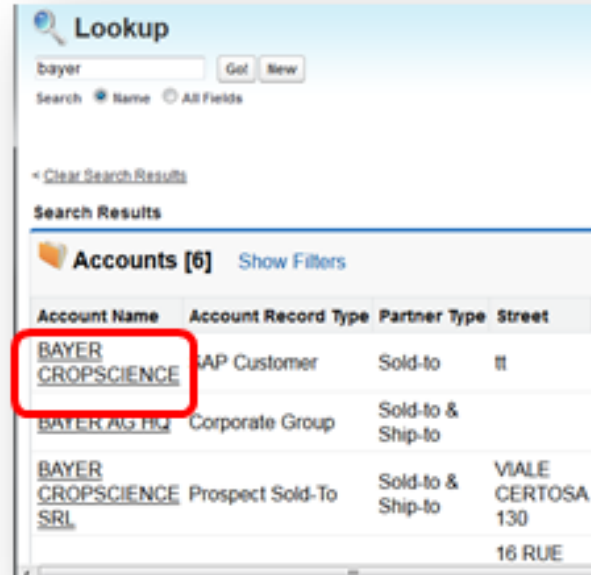 Lookup
bayer Go! New
Search Name All Fields
< Clear Search Results
Search Results
Accounts [6] Show Filters
Account Name Account Record Type Partner Type Street
BAYER
CROPSCIENCE SAP Customer Sold-to tt
BAYER AG HQ Corporate Group Sold-to &
Ship-to
BAYER
CROPSCIENCE
SRL Prospect Sold-To Sold-to &
Ship-to VIALE
CERTOSA
130
16 RUE